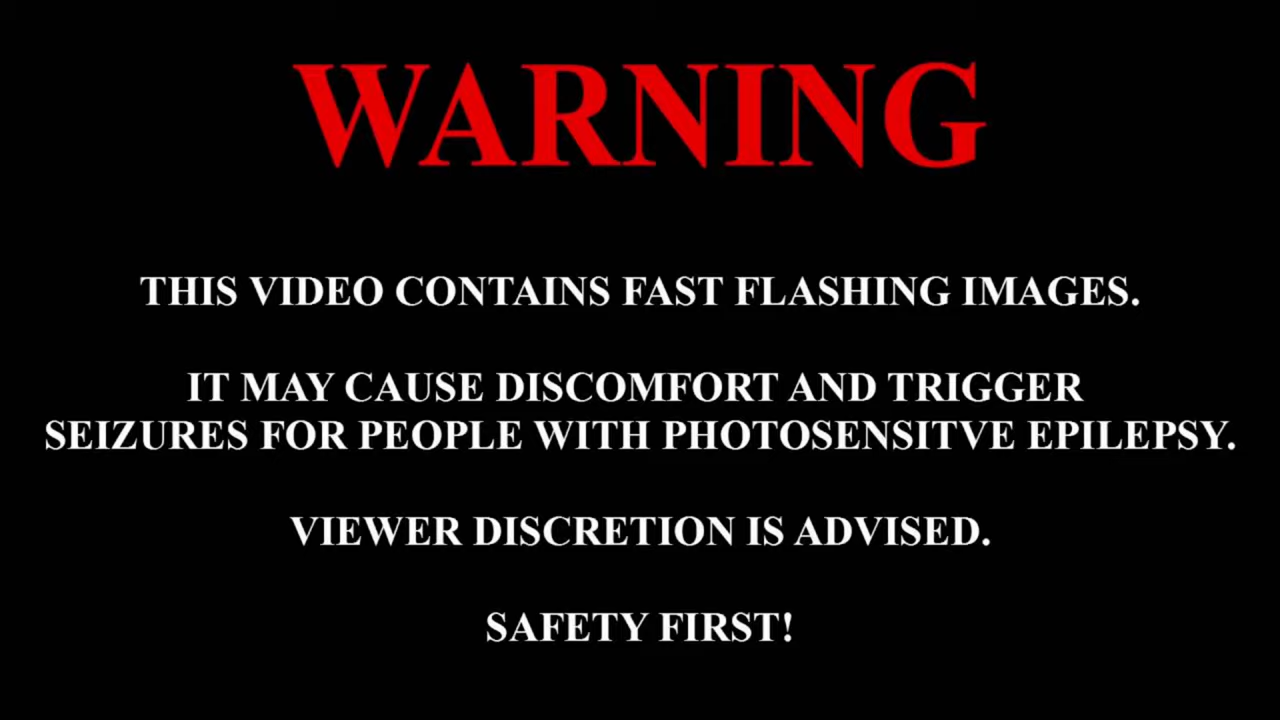 WARNING
THIS VIDEO CONTAINS FAST FLASHING IMAGES.
IT MAY CAUSE DISCOMFORT AND TRIGGER
SEIZURES FOR PEOPLE WITH PHOTOSENSITVE EPILEPSY.
VIEWER DISCRETION IS ADVISED.
SAFETY FIRST!